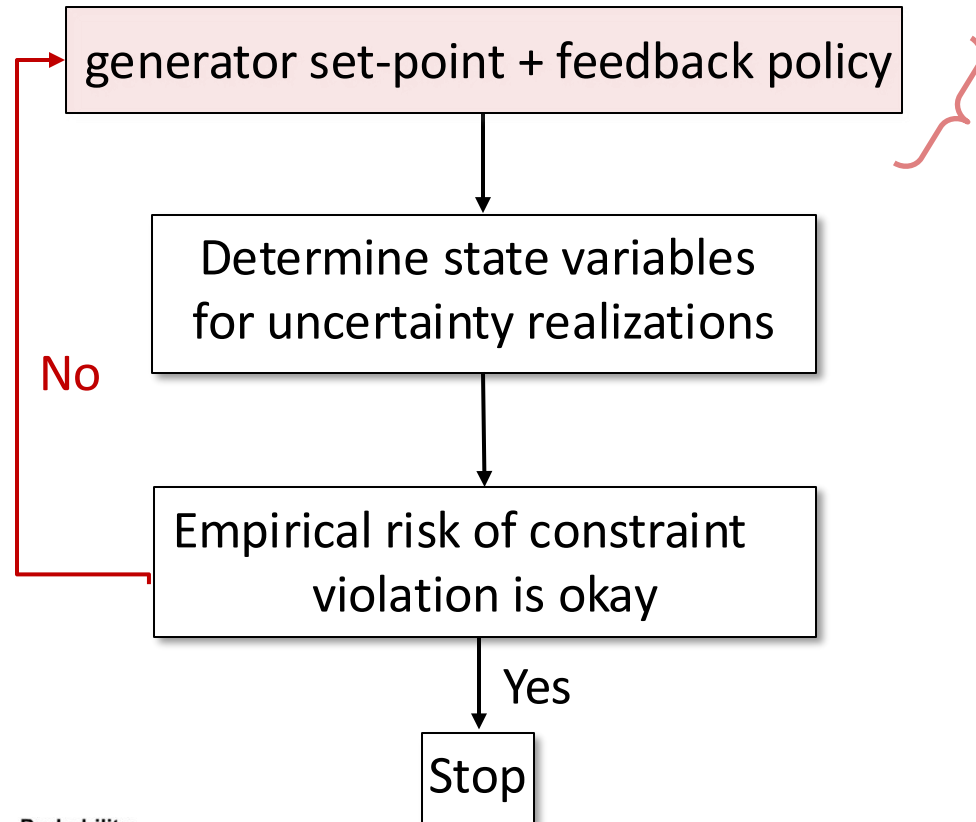 generator set-point + feedback policy
Determine state variables
for uncertainty realizations
No
Empirical risk of constraint
violation is okay
Yes
Stop